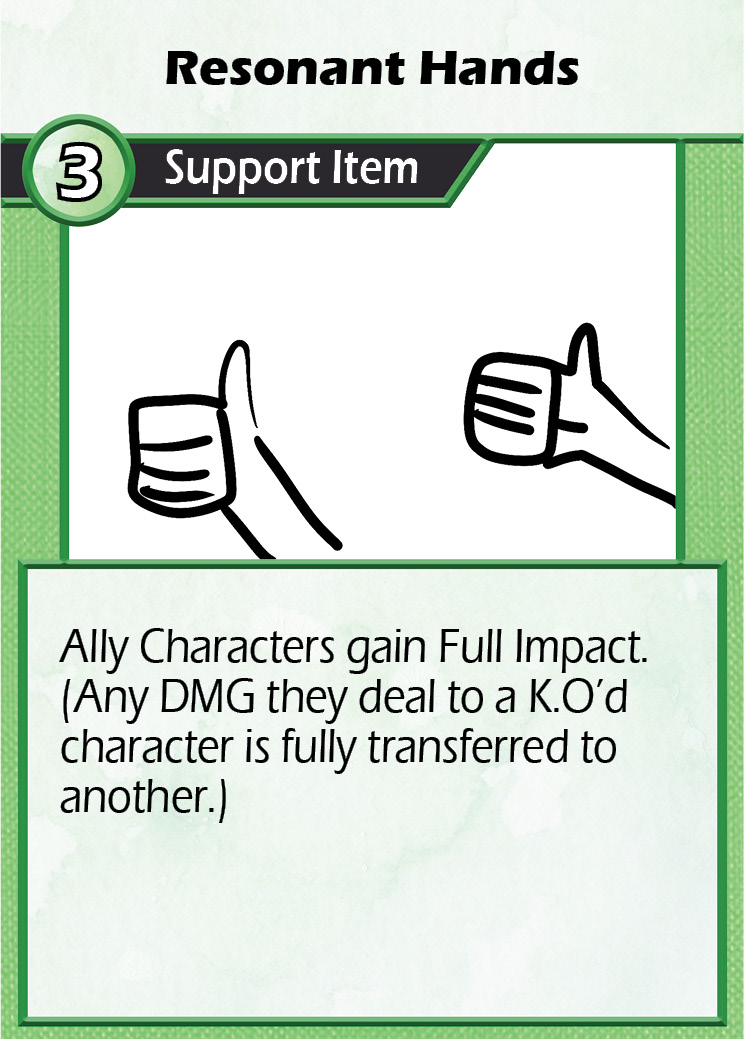 Resonant Hands
3
Support Item
Ally Characters gain Full Impact.
(Any DMG they deal to a K.O’d
character is fully transferred to
another.)